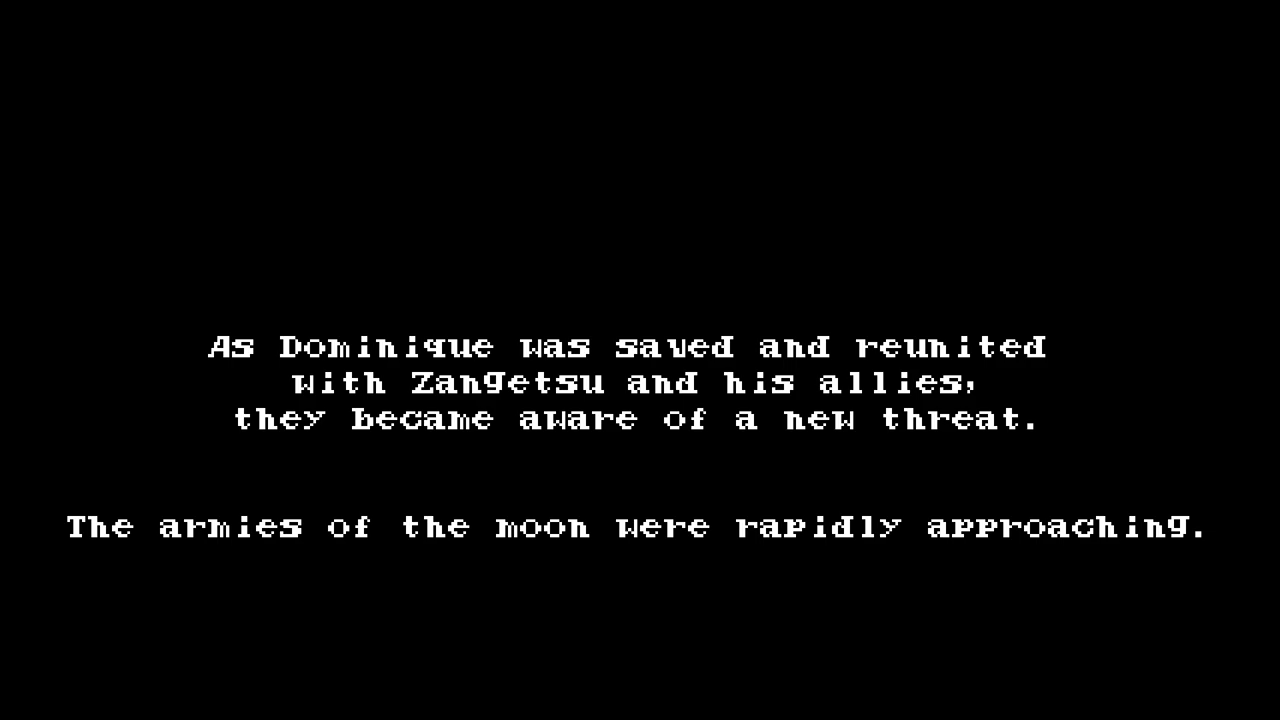 As Dominique was saved and reunited
with Zangetsu and his allies,
they became aware of a new threat.
The armies of the moon were rapidly approaching.